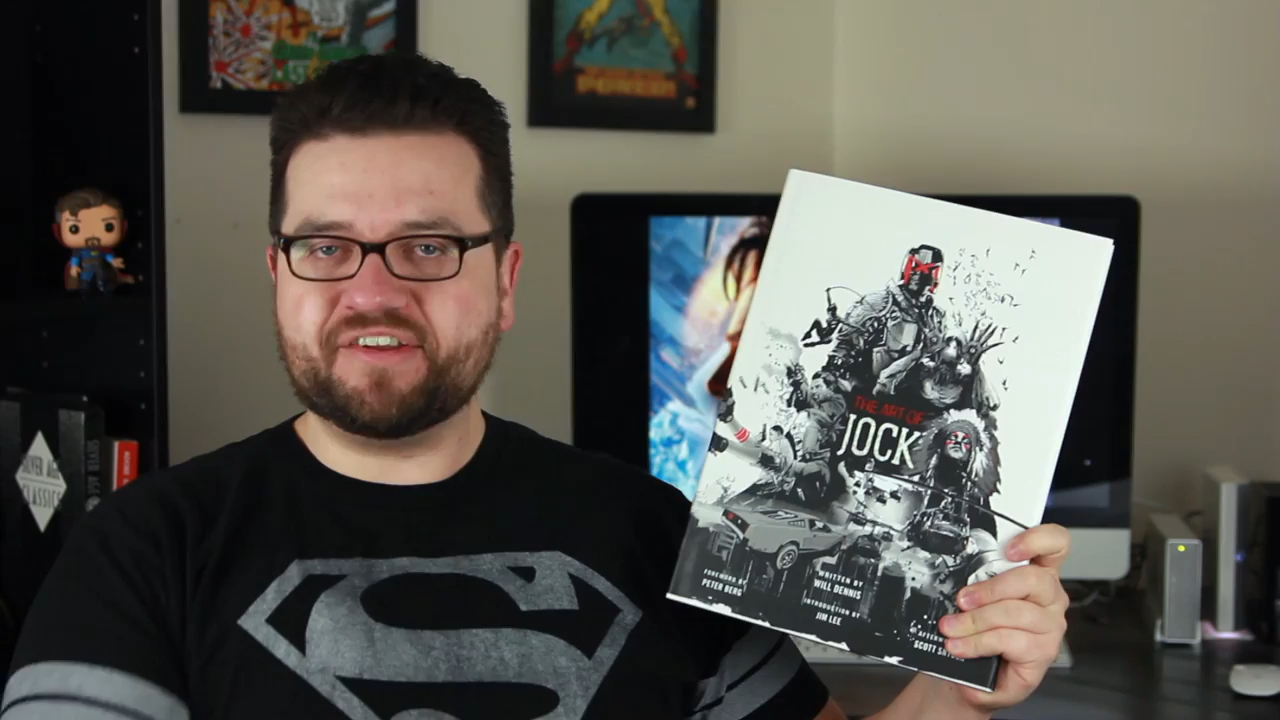 SILVER AGE
CLASSICS
THE ART OF
JOCK
FOREWORD BY
PETER BERG
WRITTEN BY
WILL DENNIS
INTRODUCTION BY
JIM LEE
SCOTT